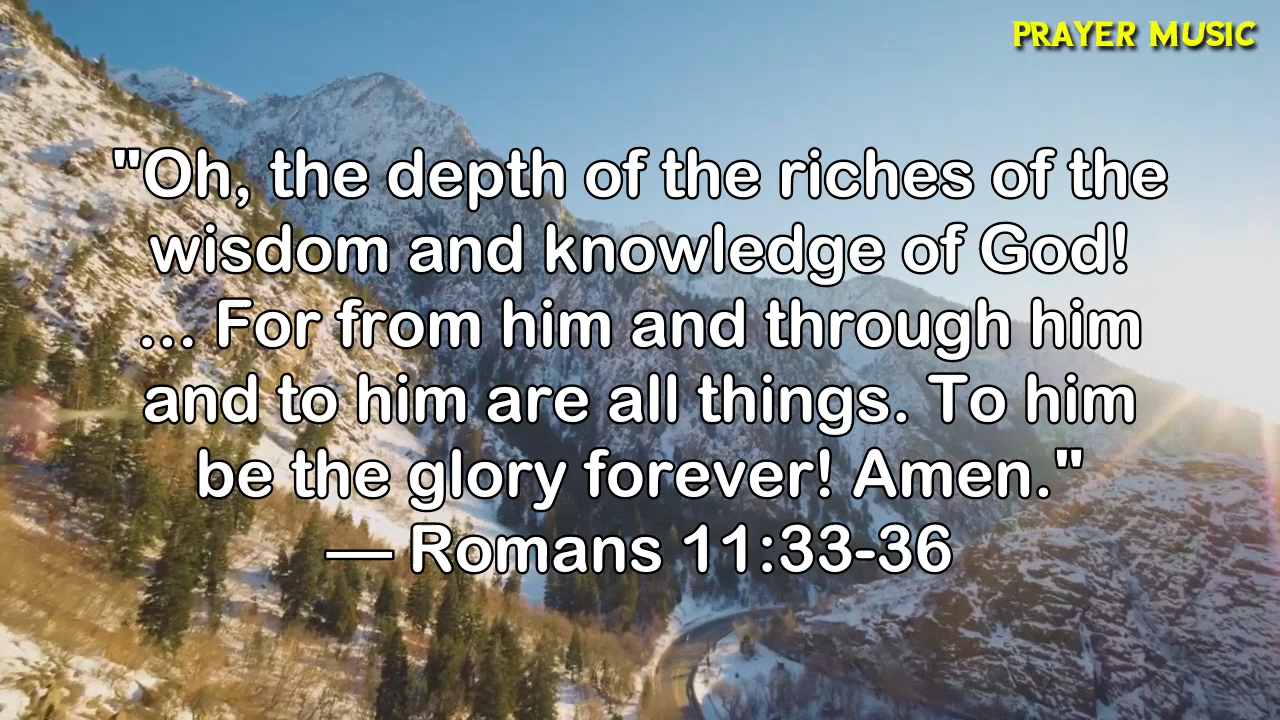 PRAYER MUSIC
"Oh, the depth of the riches of the
wisdom and knowledge of God!
... For from him and through him
and to him are all things. To him
be the glory forever! Amen."
— Romans 11:33-36